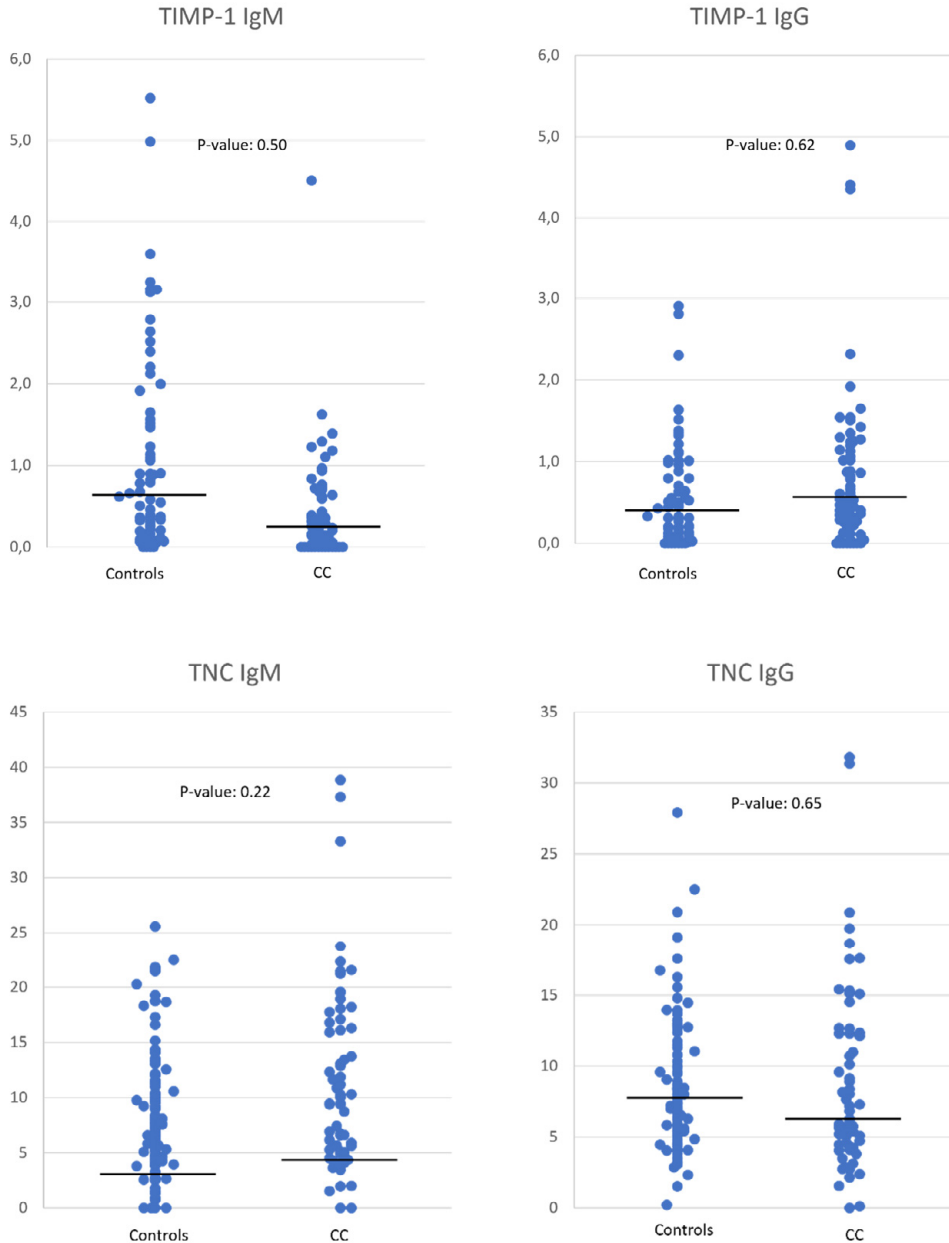 TIMP-1 IgM
6,0
5,0
4,0
3,0
2,0
1,0
0,0
P-value: 0.50
Controls
CC
TIMP-1 IgG
6,0
5,0
4,0
3,0
2,0
1,0
0,0
P-value: 0.62
Controls
CC
TNC IgM
45
40
35
30
25
20
15
10
5
0
P-value: 0.22
Controls
CC
TNC IgG
35
30
25
20
15
10
5
0
P-value: 0.65
Controls
CC